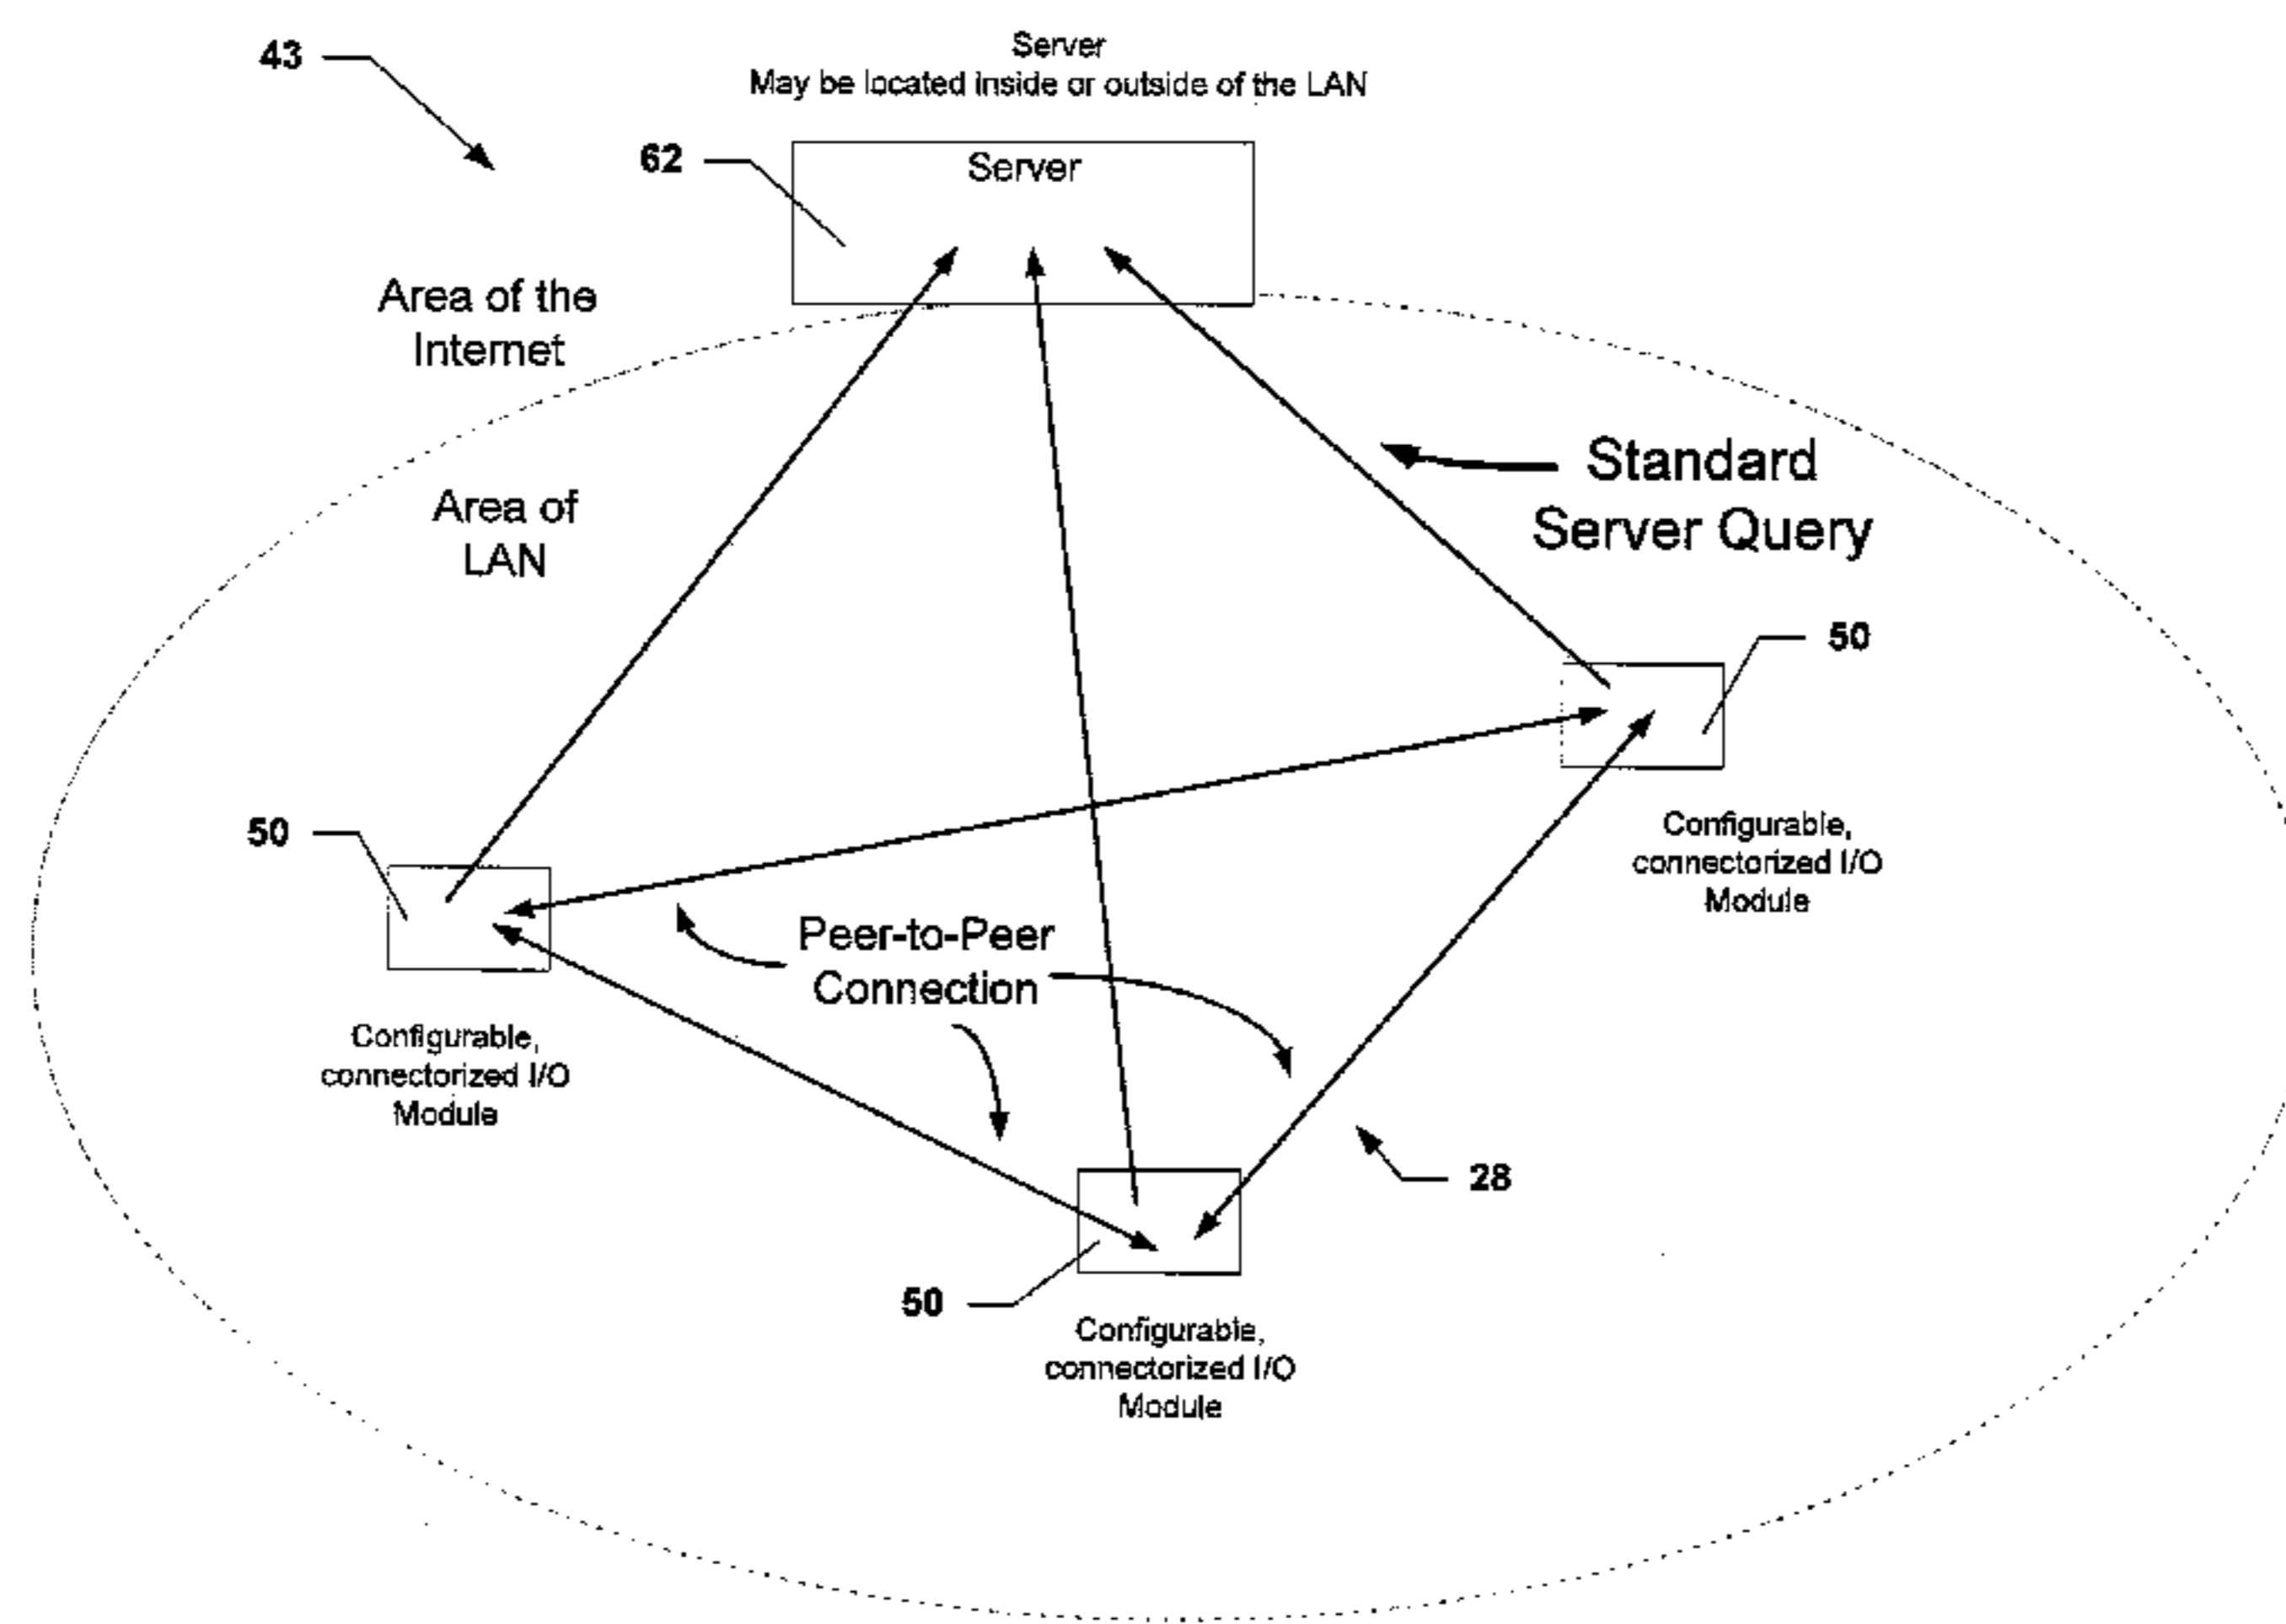 43
Server
May be located inside or outside of the LAN
62
Server
Area of the
Internet
Area of
LAN
Standard
Server Query
50
Configurable,
connectorized I/O
Module
50
Peer-to-Peer
Connection
Configurable,
connectorized I/O
Module
28
50
Configurable,
connectorized I/O
Module